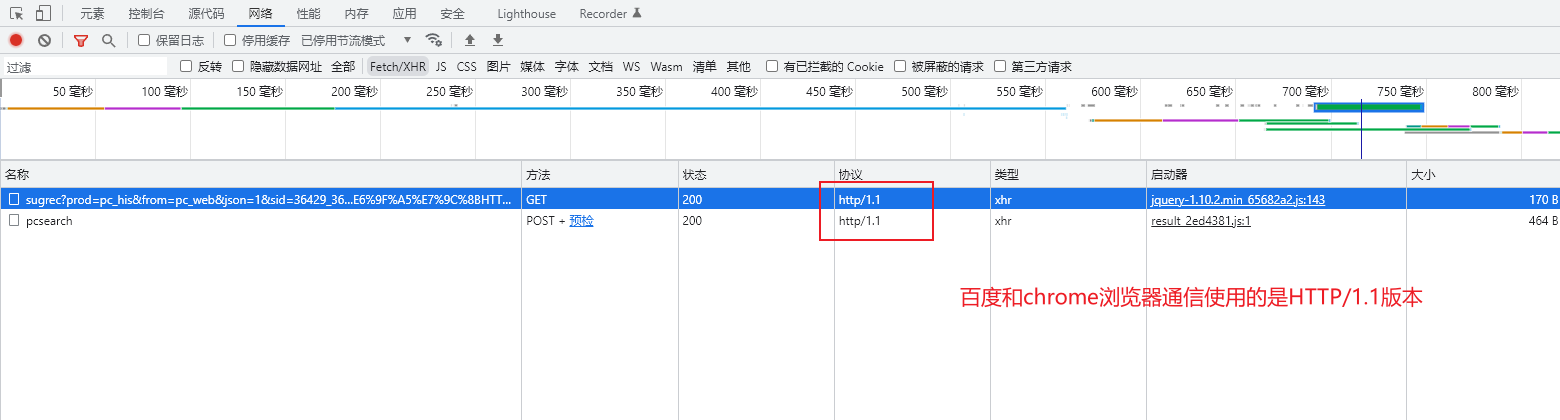 元素 控制台 源代码 网络 性能 内存 应用 安全 Lighthouse Recorder
保留日志 停用缓存 已停用节流模式
过滤 反转 隐藏数据网址 全部 Fetch/XHR JS CSS 图片 媒体 字体 文档 WS Wasm 清单 其他 有已拦截的 Cookie 被屏蔽的请求 第三方请求
50 毫秒 100 毫秒 150 毫秒 200 毫秒 250 毫秒 300 毫秒 350 毫秒 400 毫秒 450 毫秒 500 毫秒 550 毫秒 600 毫秒 650 毫秒 700 毫秒 750 毫秒 800 毫秒
名称 方法 状态 协议 类型 启动器 大小
sugrec?prod=pc_his&from=pc_web&json=1&sid=36429_36...E6%9F%A5%E7%9C%8BHTT... GET 200 http/1.1 xhr jquery-1.10.2.min_65682a2.js:143 170 B
pcsearch POST + 预检 200 http/1.1 xhr result_2ed4381.js:1 464 B
百度和chrome浏览器通信使用的是HTTP/1.1版本